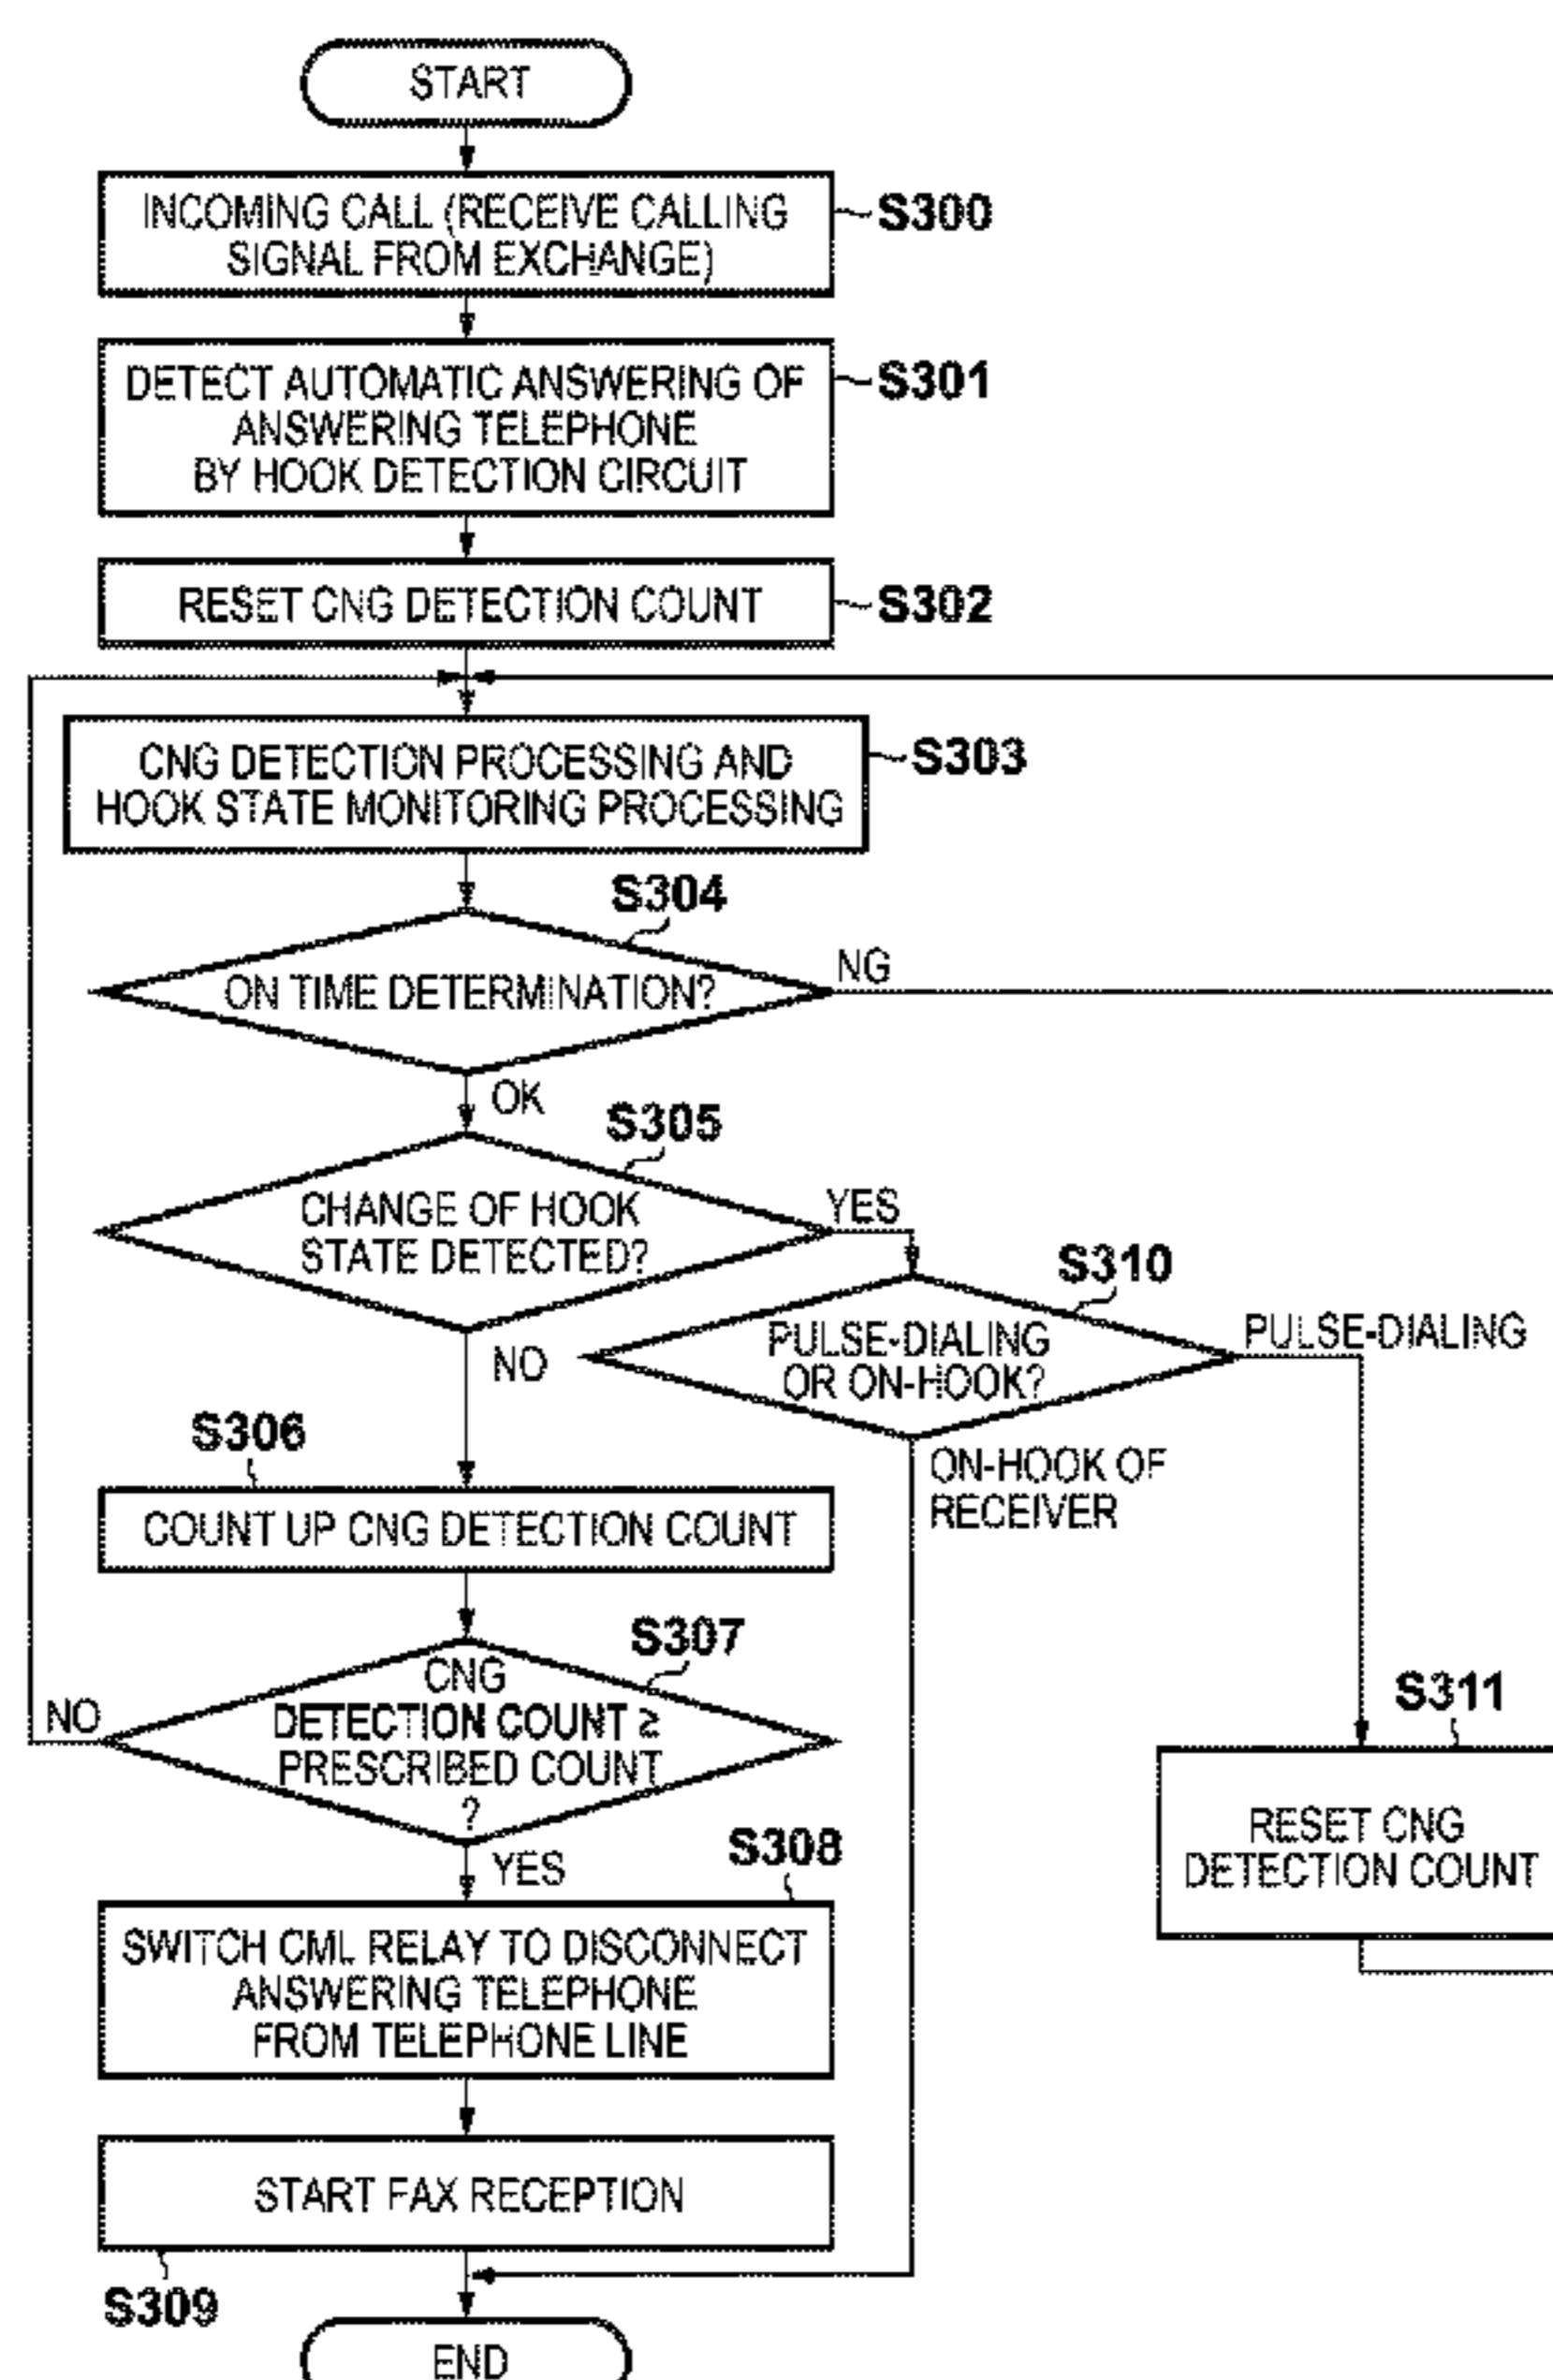 START
INCOMING CALL (RECEIVE CALLING
SIGNAL FROM EXCHANGE)
S300
DETECT AUTOMATIC ANSWERING OF
ANSWERING TELEPHONE
BY HOOK DETECTION CIRCUIT
S301
RESET CNG DETECTION COUNT
S302
CNG DETECTION PROCESSING AND
HOOK STATE MONITORING PROCESSING
S303
S304
ON TIME DETERMINATION?
NG
OK
S305
CHANGE OF HOOK
STATE DETECTED?
YES
NO
S310
PULSE-DIALING
OR ON-HOOK?
PULSE-DIALING
ON-HOOK OF
RECEIVER
S306
COUNT UP CNG DETECTION COUNT
S307
CNG
DETECTION COUNT ≥
PRESCRIBED COUNT
?
NO
YES
S311
RESET CNG
DETECTION COUNT
S308
SWITCH CML RELAY TO DISCONNECT
ANSWERING TELEPHONE
FROM TELEPHONE LINE
START FAX RECEPTION
S309
END